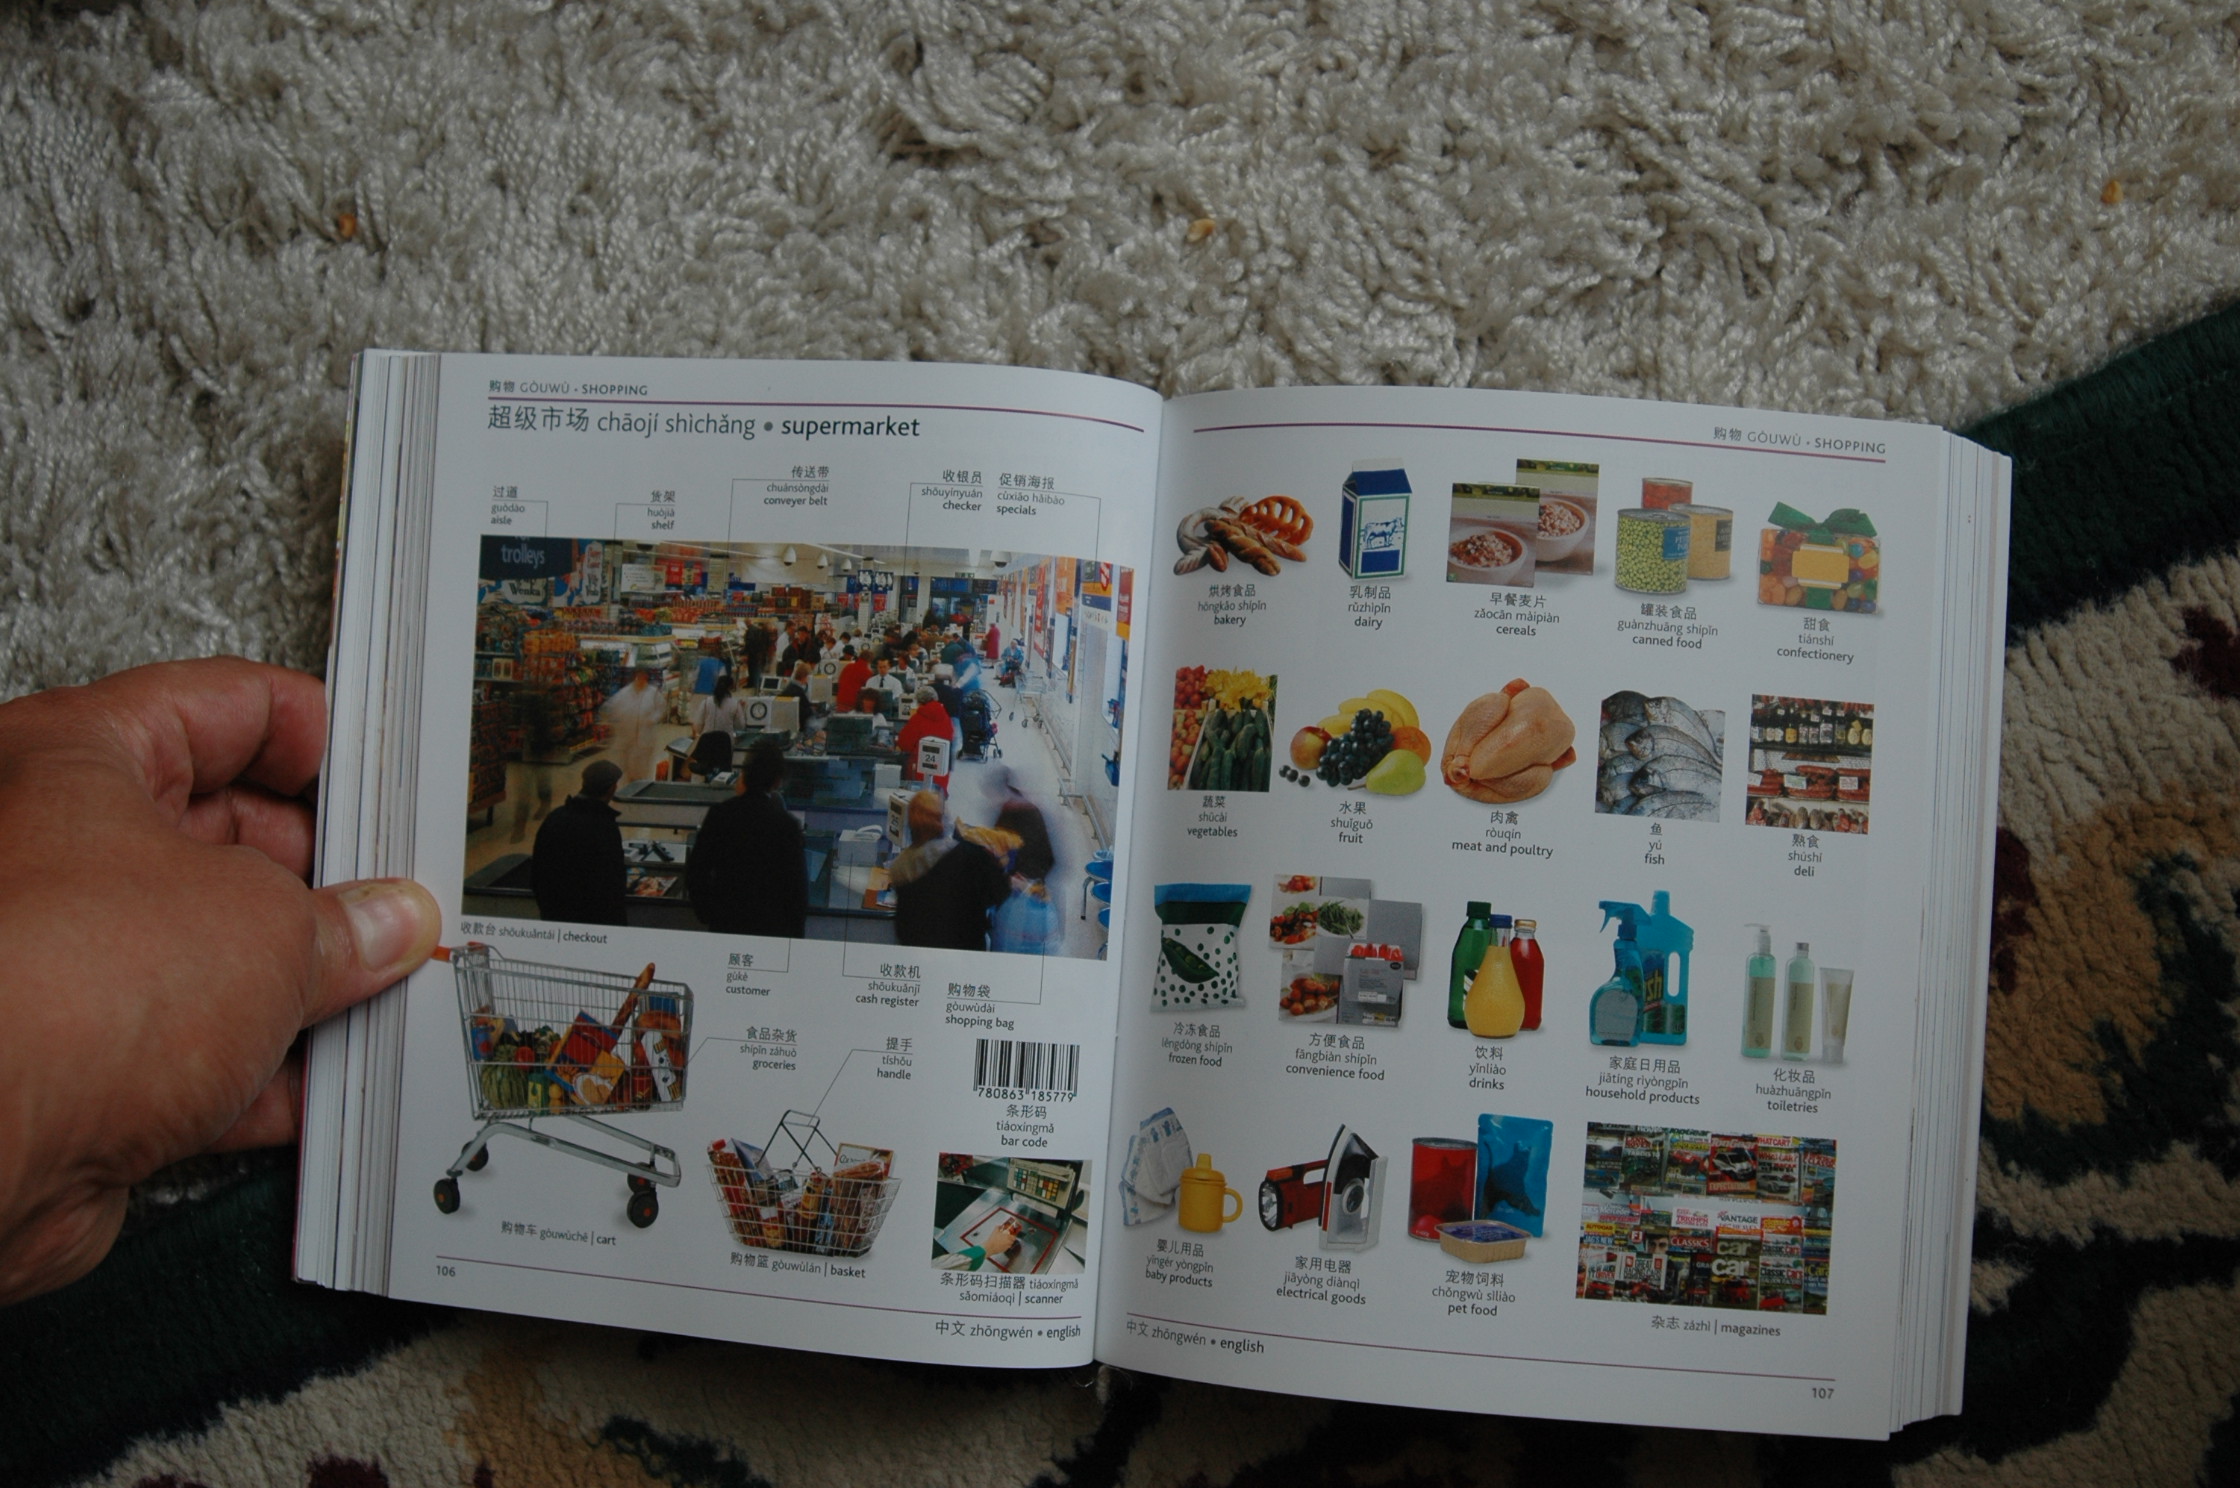 购物 GÒUWÙ • SHOPPING
超级市场 chāojí shìchǎng • supermarket
过道
guòdào
aisle
货架
huòjià
shelf
传送带
chuánsòngdài
conveyer belt
收银员
shōuyínyuán
checker
促销海报
cùxiāo hǎibào
specials
trolleys
24
收款台 shōukuǎntái | checkout
顾客
gùkè
customer
收款机
shōukuǎnjī
cash register
购物袋
gòuwùdài
shopping bag
食品杂货
shípǐn záhuò
groceries
提手
tíshǒu
handle
780863 185779
条形码
tiáoxíngmǎ
bar code
购物车 gòuwùchē | cart
购物篮 gòuwùlán | basket
条形码扫描器 tiáoxíngmǎ
sǎomiáoqì | scanner
106
中文 zhōngwén • english
购物 GÒUWÙ • SHOPPING
烘烤食品
hōngkǎo shípǐn
bakery
乳制品
rǔzhìpǐn
dairy
早餐麦片
zǎocān màipiàn
cereals
罐装食品
guànzhuāng shípǐn
canned food
甜食
tiánshí
confectionery
蔬菜
shūcài
vegetables
水果
shuǐguǒ
fruit
肉禽
ròuqín
meat and poultry
鱼
yú
fish
熟食
shúshí
deli
冷冻食品
lěngdòng shípǐn
frozen food
方便食品
fāngbiàn shípǐn
convenience food
饮料
yǐnliào
drinks
sh
家庭日用品
jiātíng rìyòngpǐn
household products
化妆品
huàzhuāngpǐn
toiletries
婴儿用品
yīngér yòngpǐn
baby products
家用电器
jiāyòng diànqì
electrical goods
宠物饲料
chǒngwù sìliào
pet food
VANTAGE
CLASSICS
car
car
杂志 zázhì | magazines
中文 zhōngwén • english
107